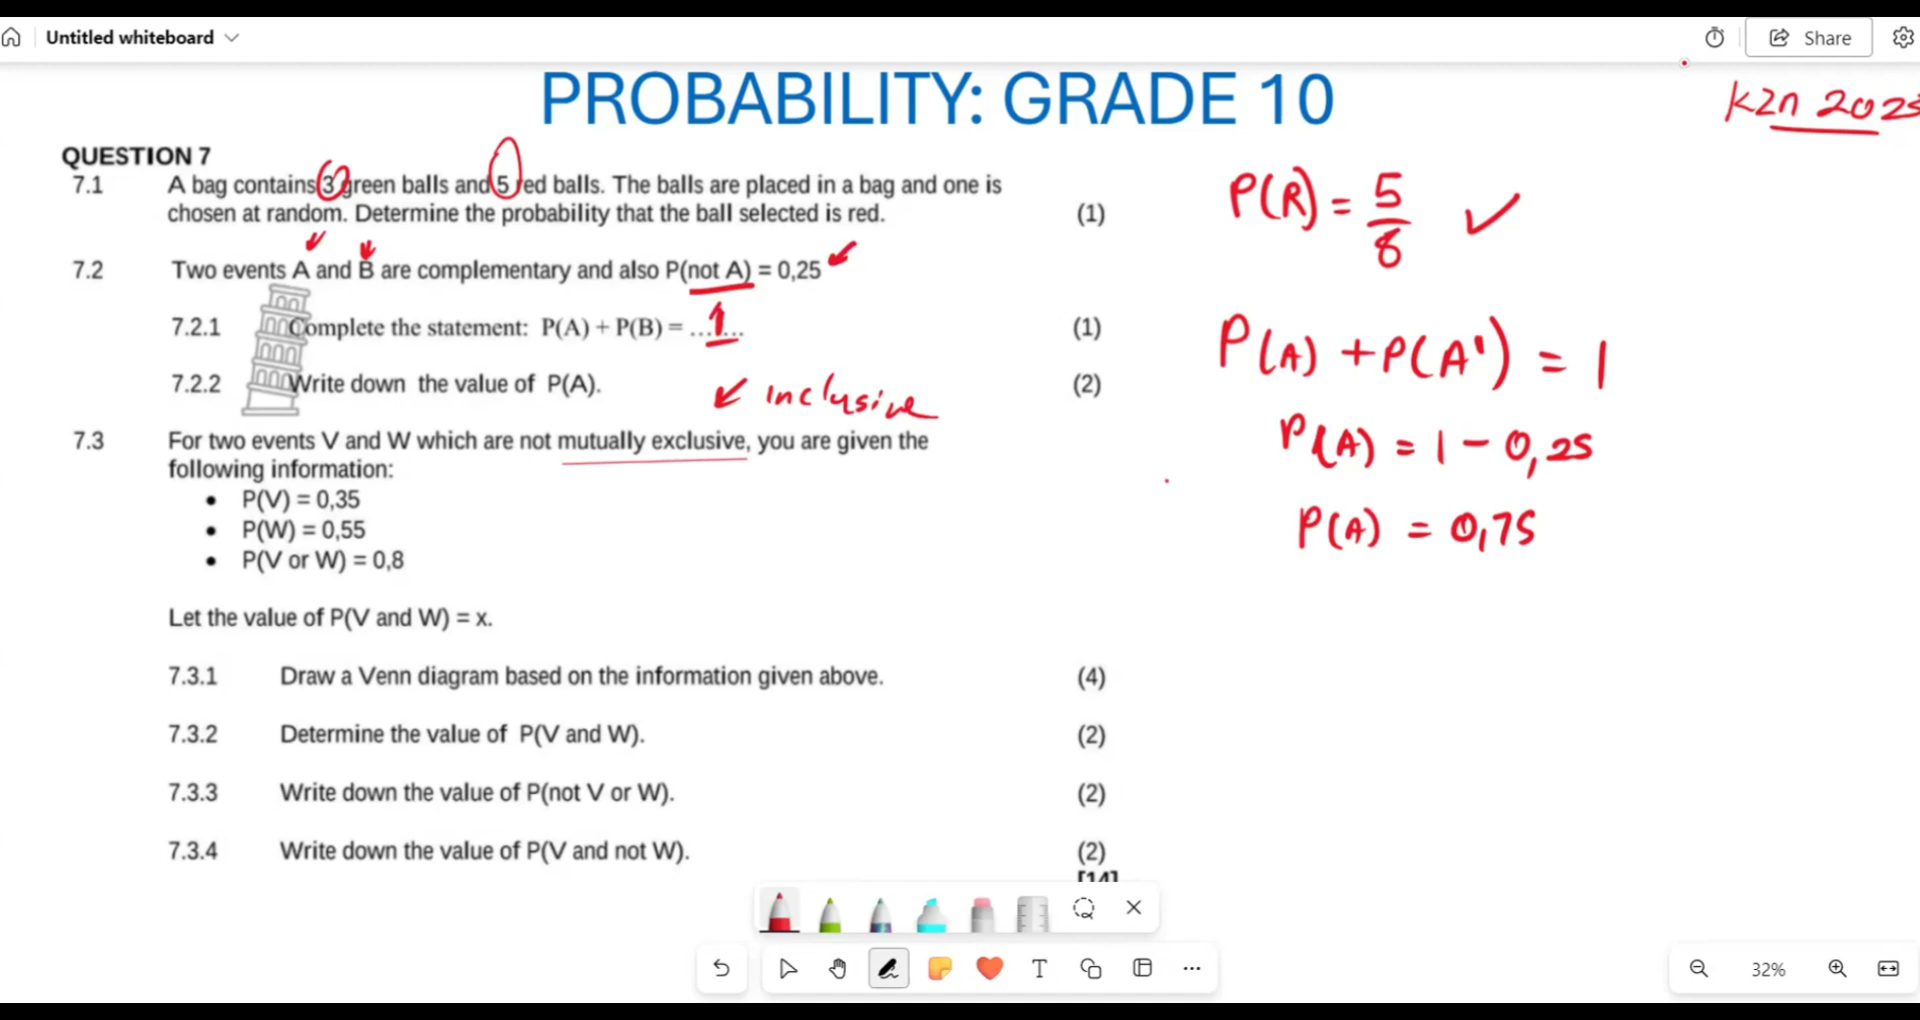 Untitled whiteboard
Share
PROBABILITY: GRADE 10
kzn 2025
QUESTION 7
7.1 A bag contains 3 green balls and 5 red balls. The balls are placed in a bag and one is
chosen at random. Determine the probability that the ball selected is red. (1)
P(R) = 5/8 ✓
7.2 Two events A and B are complementary and also P(not A) = 0,25
7.2.1 Complete the statement: P(A) + P(B) = ...1... (1)
P(A) + P(A') = 1
7.2.2 Write down the value of P(A). (2)
inclusive
P(A) = 1 - 0,25
P(A) = 0,75
7.3 For two events V and W which are not mutually exclusive, you are given the
following information:
• P(V) = 0,35
• P(W) = 0,55
• P(V or W) = 0,8
Let the value of P(V and W) = x.
7.3.1 Draw a Venn diagram based on the information given above. (4)
7.3.2 Determine the value of P(V and W). (2)
7.3.3 Write down the value of P(not V or W). (2)
7.3.4 Write down the value of P(V and not W). (2)
[14]
32%